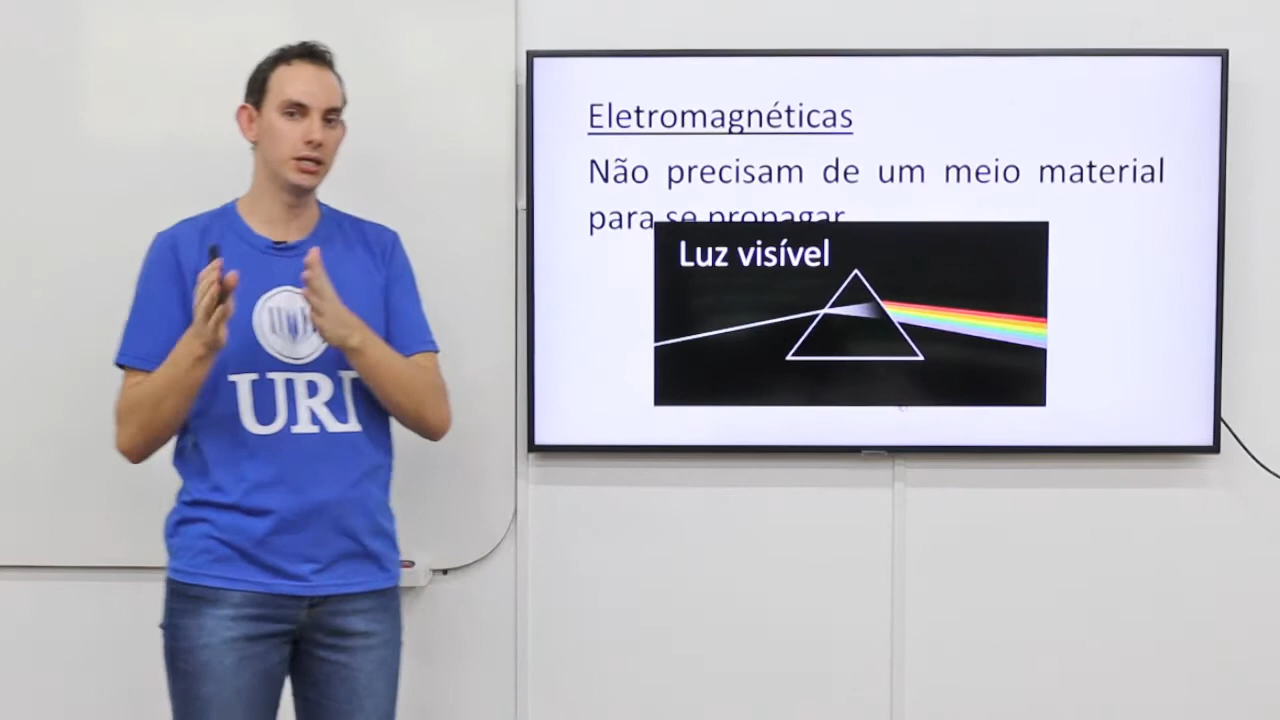 Eletromagnéticas
Não precisam de um meio material
para se propagar
Luz visível
URI